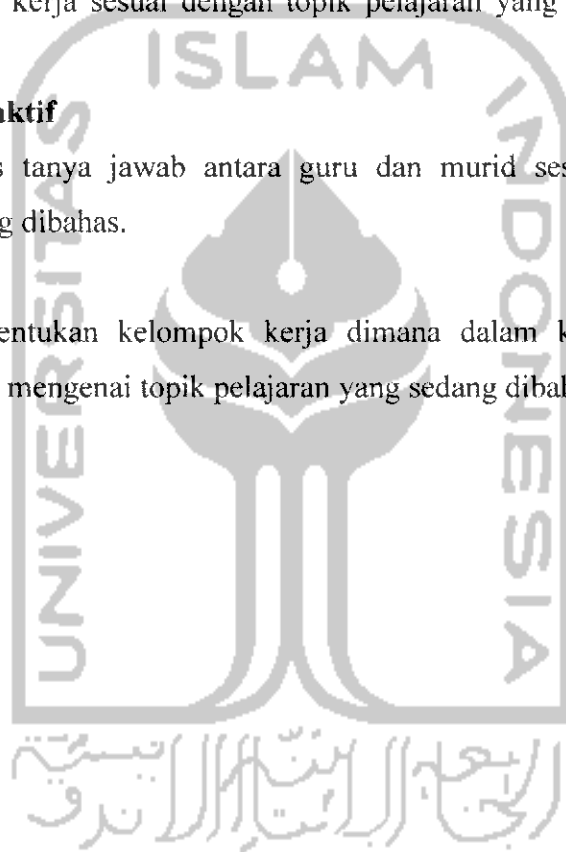 kerja sesuai dengan topik pelajaran yang
ISLAM
aktif
tanya jawab antara guru dan murid ses
g dibahas.
UNIVERSITAS
INDONESIA
entukan kelompok kerja dimana dalam k
mengenai topik pelajaran yang sedang dibah